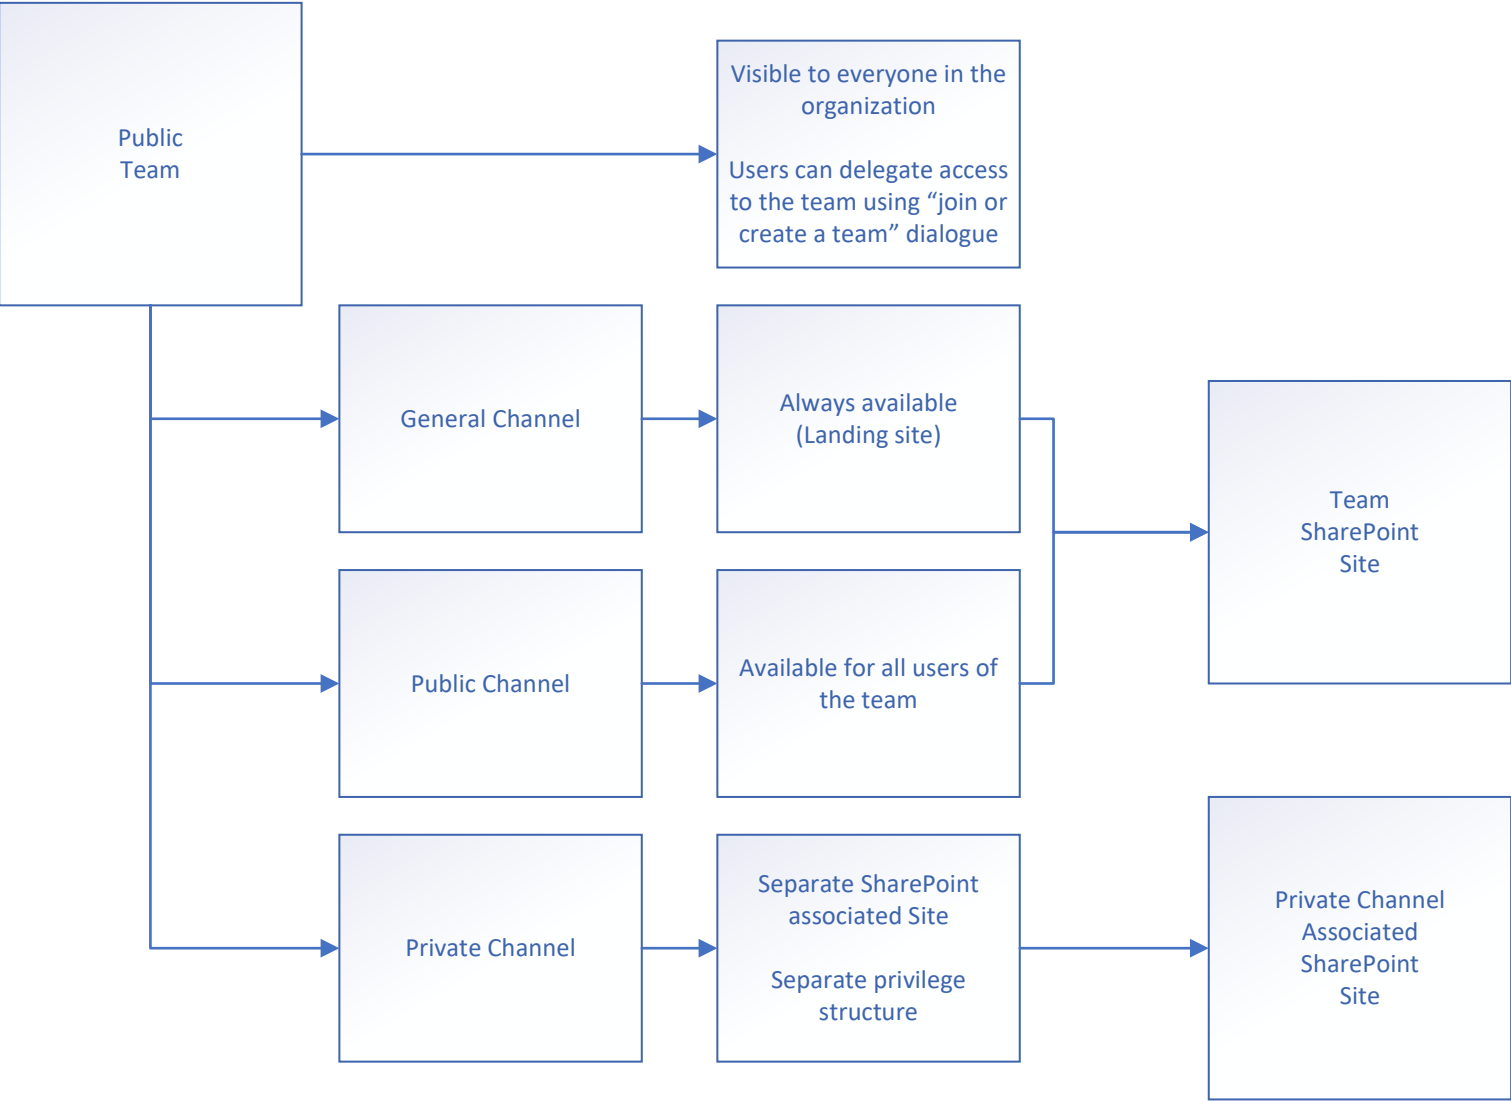 Public
Team
Visible to everyone in the
organization
Users can delegate access
to the team using “join or
create a team” dialogue
General Channel
Always available
(Landing site)
Team
SharePoint
Site
Public Channel
Available for all users of
the team
Private Channel
Separate SharePoint
associated Site
Separate privilege
structure
Private Channel
Associated
SharePoint
Site